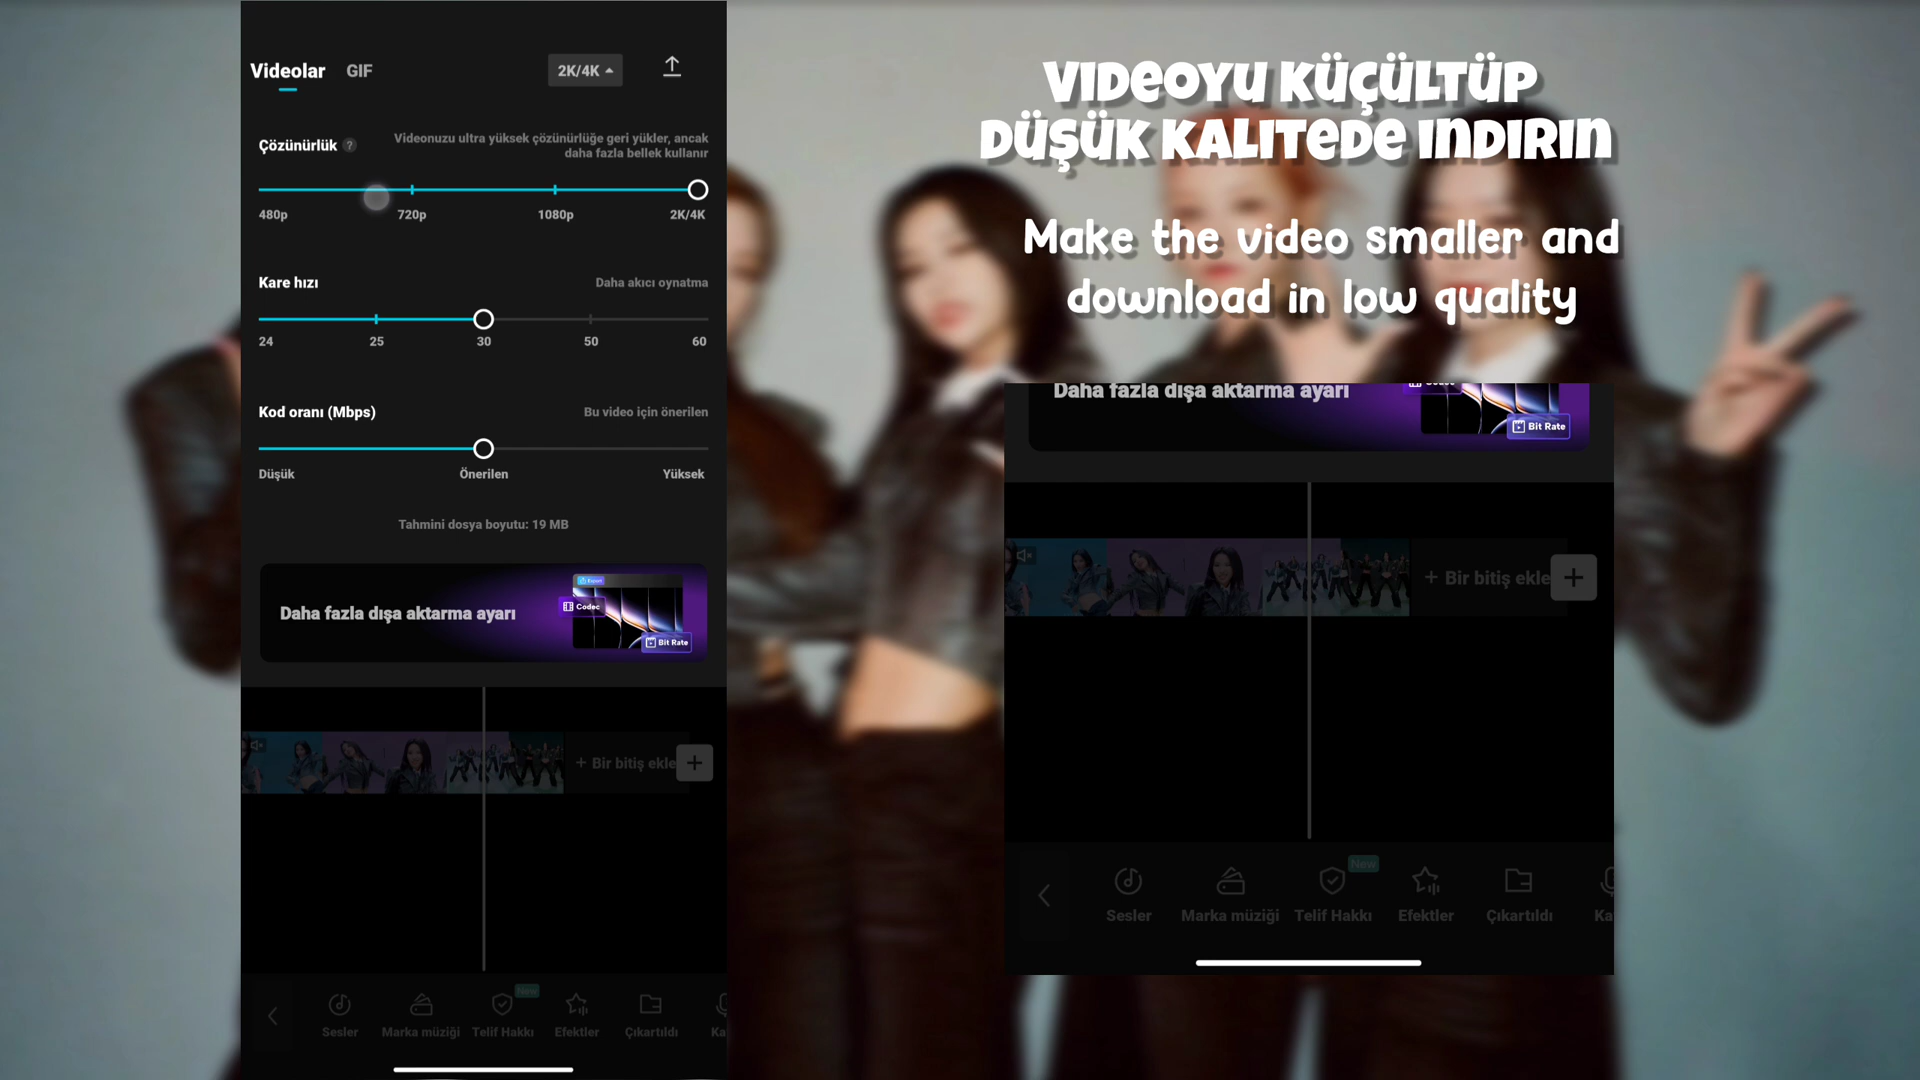 Videolar
GIF
2K/4K
Çözünürlük ?
Videonuzu ultra yüksek çözünürlüğe geri yükler, ancak
daha fazla bellek kullanır
480p
720p
1080p
2K/4K
Kare hızı
Daha akıcı oynatma
24
25
30
50
60
Kod oranı (Mbps)
Bu video için önerilen
Düşük
Önerilen
Yüksek
Tahmini dosya boyutu: 19 MB
Daha fazla dışa aktarma ayarı
Export
Codec
Bit Rate
+ Bir bitiş ekle
+
New
Sesler
Marka müziği
Telif Hakkı
Efektler
Çıkartıldı
Ka
VIDEOYU KÜÇÜLTÜP
DÜŞÜK KALITEDE INDIRIN
Make the video smaller and
download in low quality
Daha fazla dışa aktarma ayarı
Codec
Bit Rate
+ Bir bitiş ekle
+
New
Sesler
Marka müziği
Telif Hakkı
Efektler
Çıkartıldı
Ka